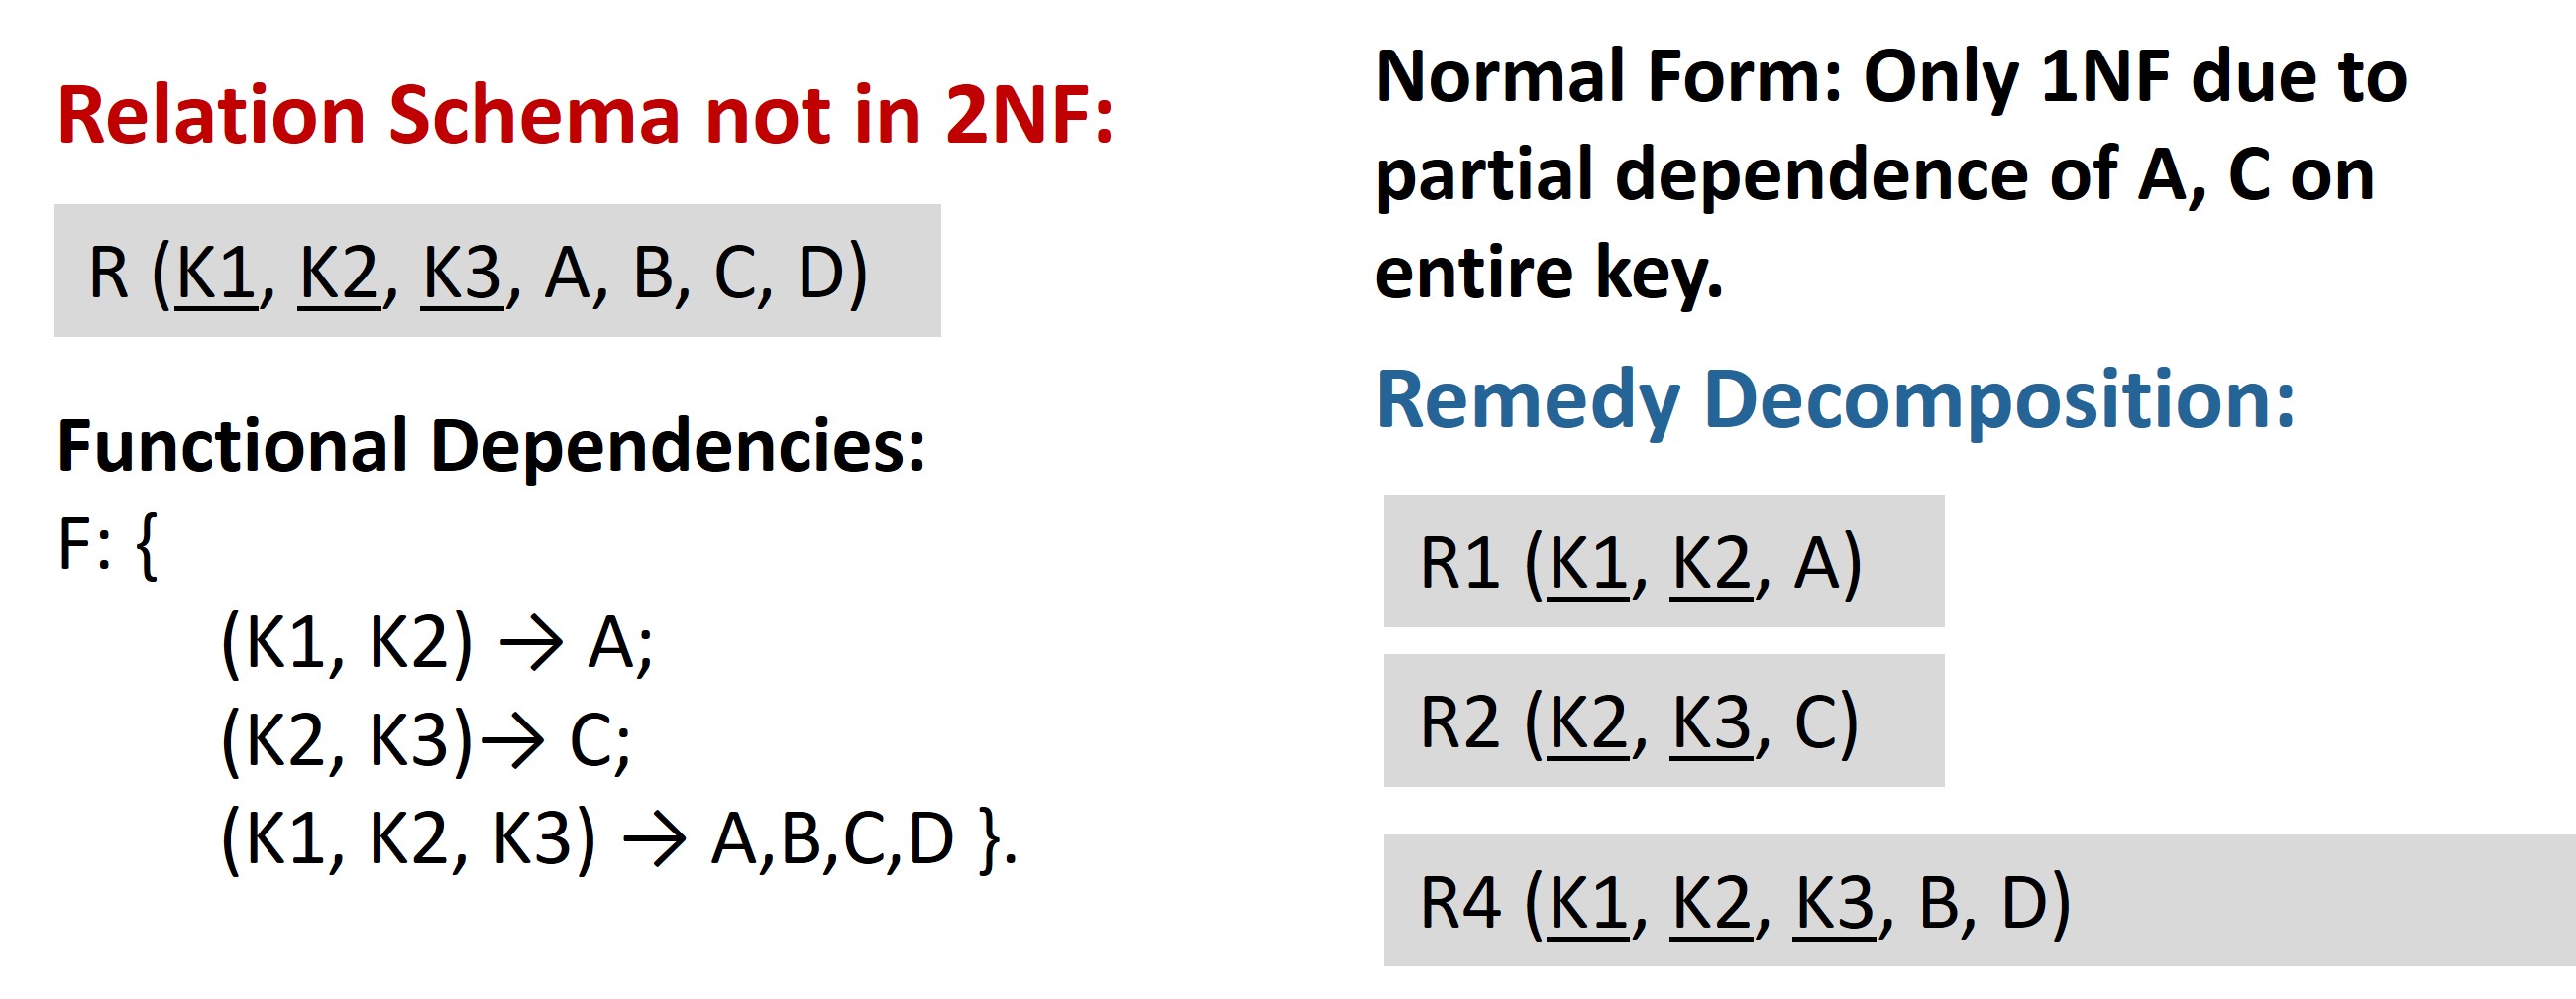 Relation Schema not in 2NF:
R (K1, K2, K3, A, B, C, D)
Functional Dependencies:
F: {
(K1, K2) → A;
(K2, K3)→ C;
(K1, K2, K3) → A,B,C,D }.
Normal Form: Only 1NF due to
partial dependence of A, C on
entire key.
Remedy Decomposition:
R1 (K1, K2, A)
R2 (K2, K3, C)
R4 (K1, K2, K3, B, D)